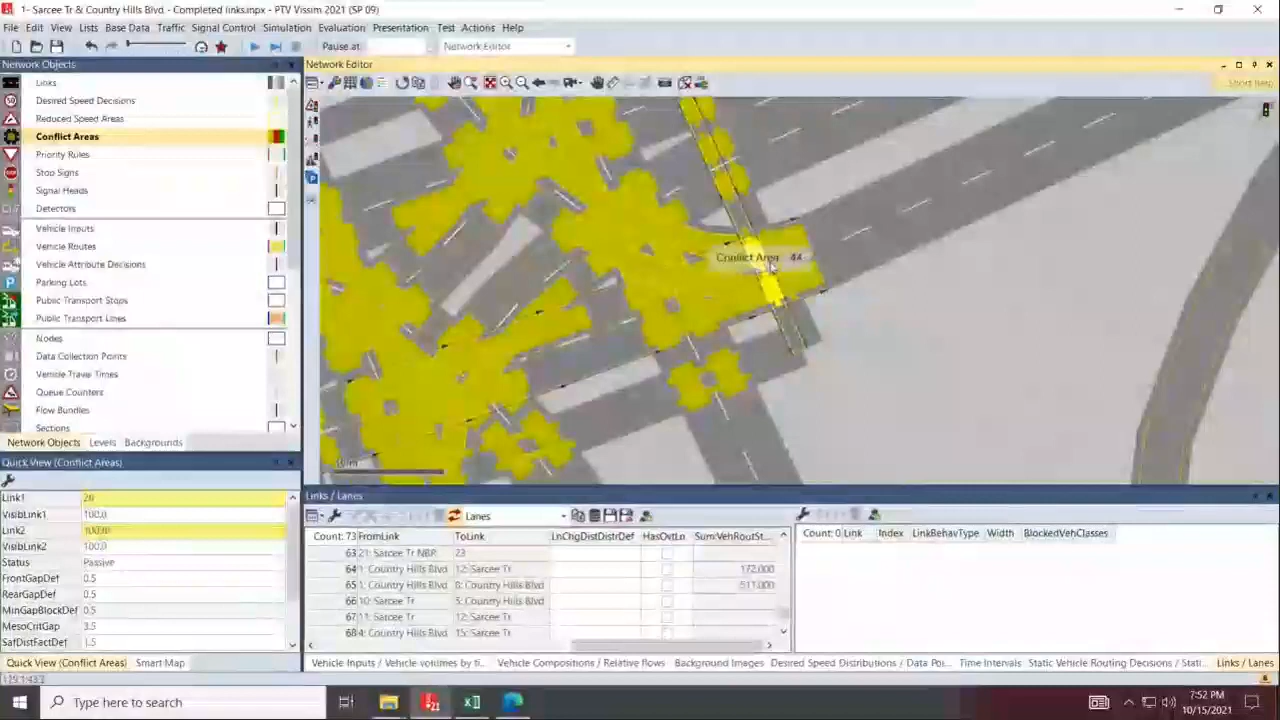 1- Sarcee Tr & Country Hills Blvd - Completed links.inpx - PTV Vissim 2021 (SP 09)
File Edit View Lists Base Data Traffic Signal Control Simulation Evaluation Presentation Test Actions Help
Pause at: Network Editor
Network Objects
Network Editor
Short Help
Links
Desired Speed Decisions
Reduced Speed Areas
Conflict Areas
Priority Rules
Stop Signs
Signal Heads
Detectors
Vehicle Inputs
Vehicle Routes
Vehicle Attribute Decisions
Parking Lots
Public Transport Stops
Public Transport Lines
Nodes
Data Collection Points
Vehicle Travel Times
Queue Counters
Flow Bundles
Sections
Conflict Area 44
Network Objects Levels Backgrounds
Quick View (Conflict Areas)
Link1 20
VisibLink1 100.0
Link2
VisibLink2 100.0
Status Passive
FrontGapDef 0.5
RearGapDef 0.5
MinGapBlockDef 0.5
MesoCritGap 3.5
SafDistFactDef 1.5
Quick View (Conflict Areas) Smart Map
Links / Lanes
Lanes
Count: 73 FromLink ToLink LnChgDistDistrDef HasOvtLn Sum:VehRoutSt...
63 21: Sarcee Tr NBR 23
64 1: Country Hills Blvd 12: Sarcee Tr 172.000
65 1: Country Hills Blvd 8: Country Hills Blvd 511.000
66 10: Sarcee Tr 5: Country Hills Blvd
67 11: Sarcee Tr 12: Sarcee Tr
68 4: Country Hills Blvd 15: Sarcee Tr
Count: 0 Link Index LinkBehavType Width BlockedVehClasses
Vehicle Inputs / Vehicle volumes by ti... Vehicle Compositions / Relative flows Background Images Desired Speed Distributions / Data Poi... Time Intervals Static Vehicle Routing Decisions / Stati... Links / Lanes
Type here to search
7:52 PM
10/15/2021